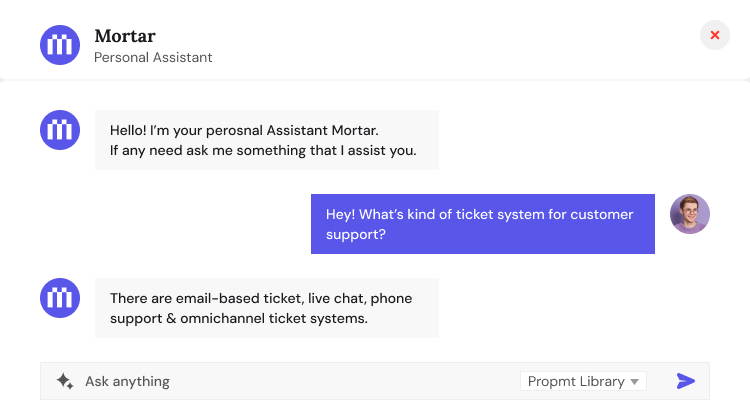 Mortar
Personal Assistant
Hello! I’m your perosnal Assistant Mortar.
If any need ask me something that I assist you.
Hey! What’s kind of ticket system for customer
support?
There are email-based ticket, live chat, phone
support & omnichannel ticket systems.
Ask anything
Propmt Library